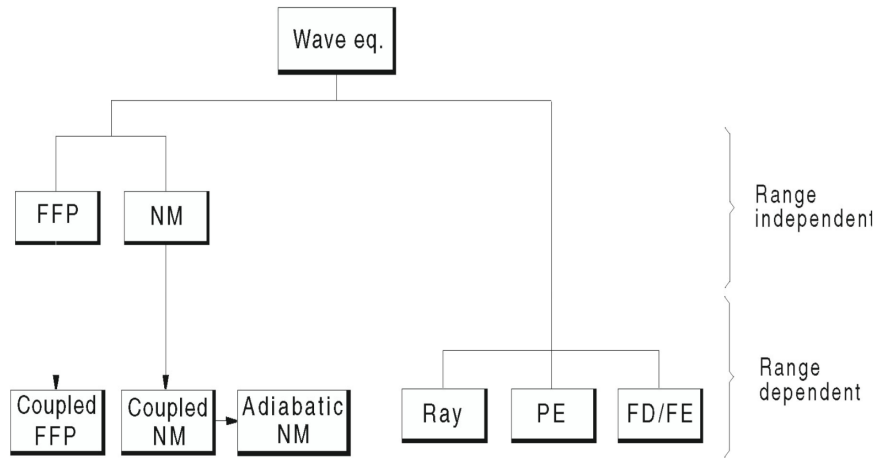 Wave eq.
FFP
NM
Range
independent
Coupled
FFP
Coupled
NM
Adiabatic
NM
Ray
PE
FD/FE
Range
dependent